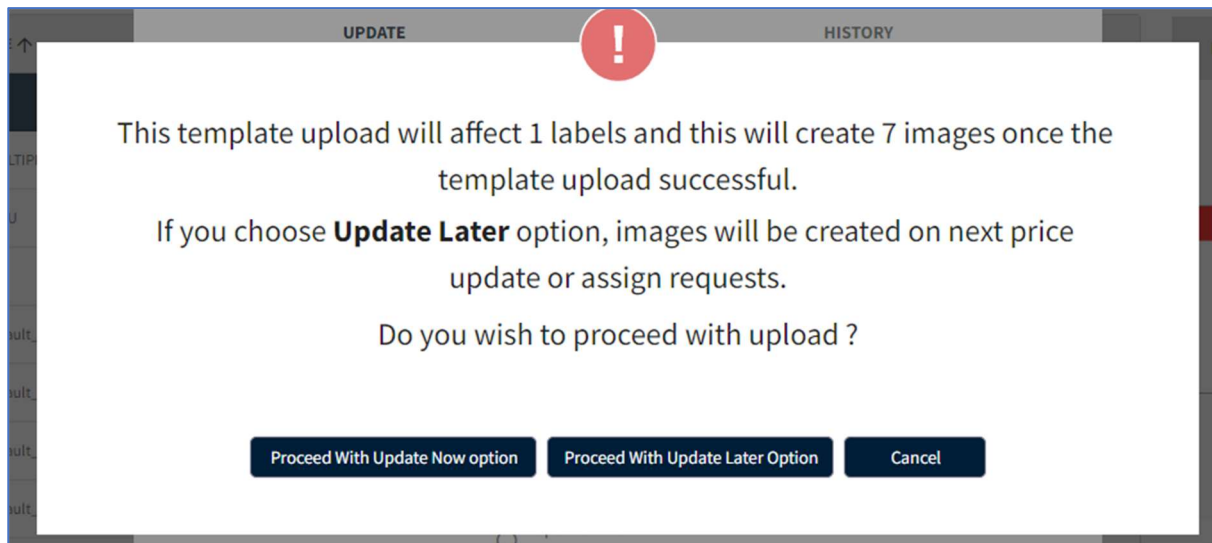 UPDATE
HISTORY
!
This template upload will affect 1 labels and this will create 7 images once the
template upload successful.
If you choose Update Later option, images will be created on next price
update or assign requests.
Do you wish to proceed with upload ?
Proceed With Update Now option
Proceed With Update Later Option
Cancel